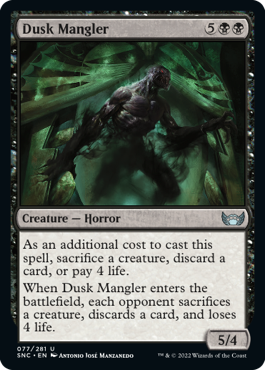 Dusk Mangler 5
Creature — Horror
As an additional cost to cast this
spell, sacrifice a creature, discard a
card, or pay 4 life.
When Dusk Mangler enters the
battlefield, each opponent sacrifices
a creature, discards a card, and loses
4 life.
5/4
077/281 U
SNC • EN Antonio José Manzanedo ™ & © 2022 Wizards of the Coast